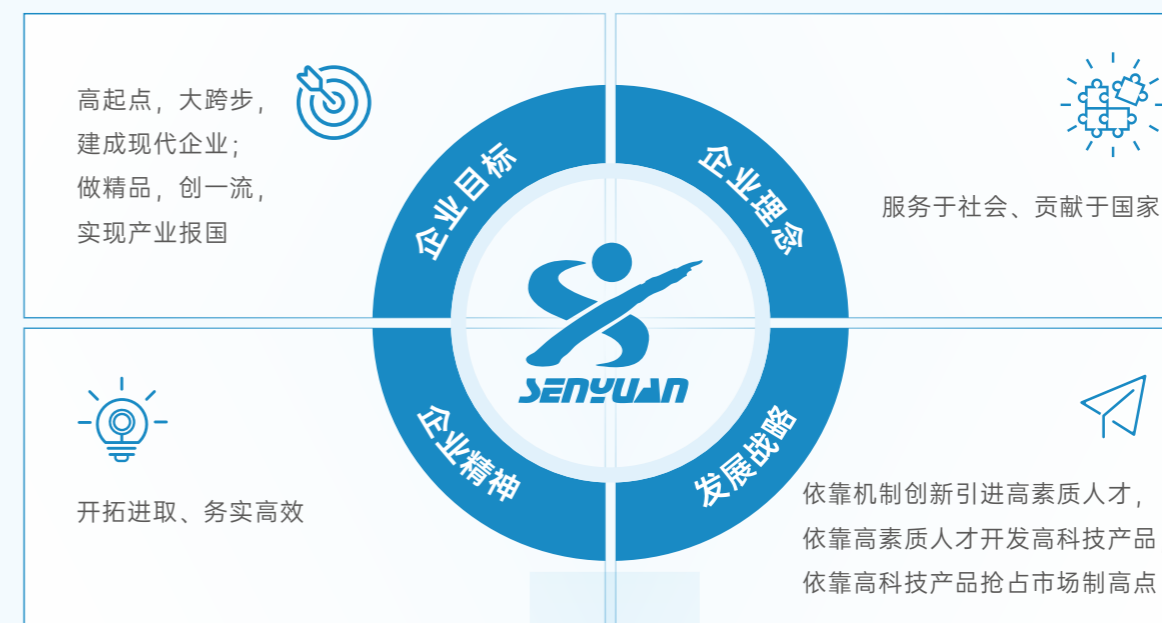 高起点，大跨步，
建成现代企业；
做精品，创一流，
实现产业报国
企业目标
企业理念
服务于社会、贡献于国家
SENYUAN
企业精神
开拓进取、务实高效
发展战略
依靠机制创新引进高素质人才，
依靠高素质人才开发高科技产品
依靠高科技产品抢占市场制高点